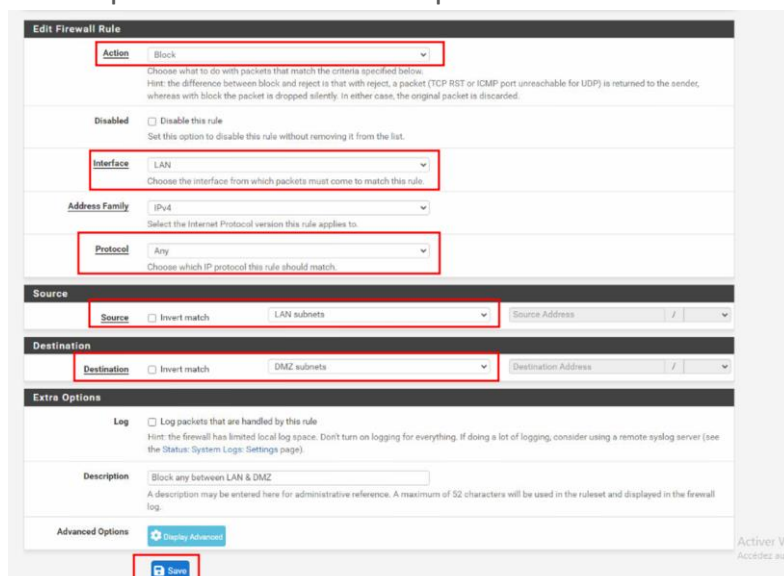 Edit Firewall Rule
Action Block
Choose what to do with packets that match the criteria specified below.
Hint: the difference between block and reject is that with reject, a packet (TCP RST or ICMP port unreachable for UDP) is returned to the sender,
whereas with block the packet is dropped silently. In either case, the original packet is discarded.
Disabled Disable this rule
Set this option to disable this rule without removing it from the list.
Interface LAN
Choose the interface from which packets must come to match this rule.
Address Family IPv4
Select the Internet Protocol version this rule applies to.
Protocol Any
Choose which IP protocol this rule should match.
Source
Source Invert match LAN subnets Source Address /
Destination
Destination Invert match DMZ subnets Destination Address /
Extra Options
Log Log packets that are handled by this rule
Hint: the firewall has limited local log space. Don't turn on logging for everything. If doing a lot of logging, consider using a remote syslog server (see
the Status: System Logs: Settings page).
Description Block any between LAN & DMZ
A description may be entered here for administrative reference. A maximum of 52 characters will be used in the ruleset and displayed in the firewall
log.
Advanced Options Display Advanced
Activer
Accédez
Save